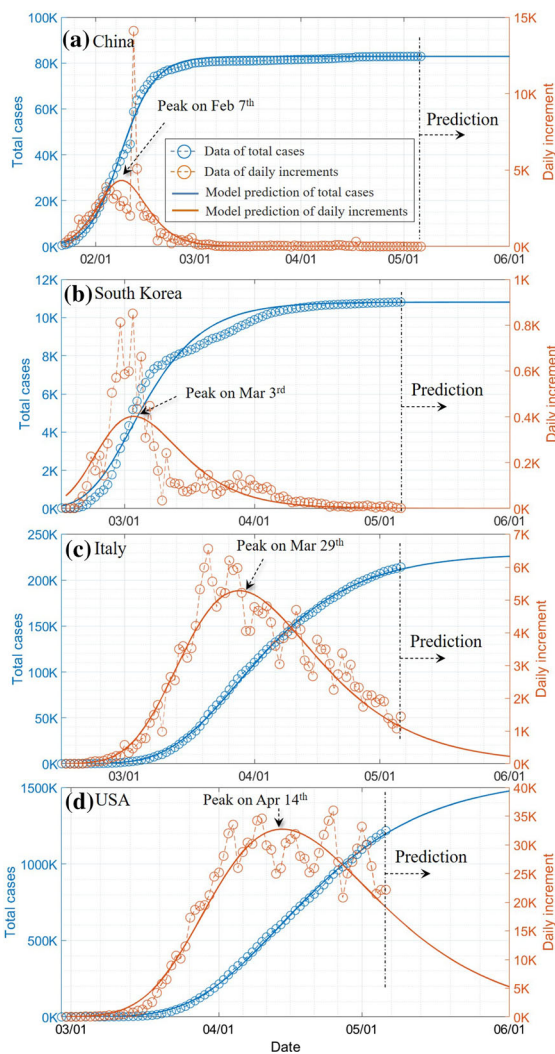 100K 15K
(a) China
80K
Peak on Feb 7th 10K
60K
Prediction
Data of total cases
40K
Data of daily increments
Model prediction of total cases 5K
20K
Model prediction of daily increments
0K 0K
02/01 03/01 04/01 05/01 06/01
Total cases
Daily increment
12K 1K
(b) South Korea
10K 0.8K
8K
Prediction 0.6K
6K Peak on Mar 3rd
0.4K
4K
2K 0.2K
0K 0K
03/01 04/01 05/01 06/01
Total cases
Daily increment
250K 7K
(c) Italy Peak on Mar 29th
6K
200K
5K
150K 4K
Prediction
100K 3K
2K
50K
1K
0K 0K
03/01 04/01 05/01 06/01
Total cases
Daily increment
1500K 40K
(d) USA Peak on Apr 14th
35K
30K
1000K Prediction
25K
20K
500K 15K
10K
5K
0K 0K
03/01 04/01 05/01 06/01
Total cases
Daily increment
Date